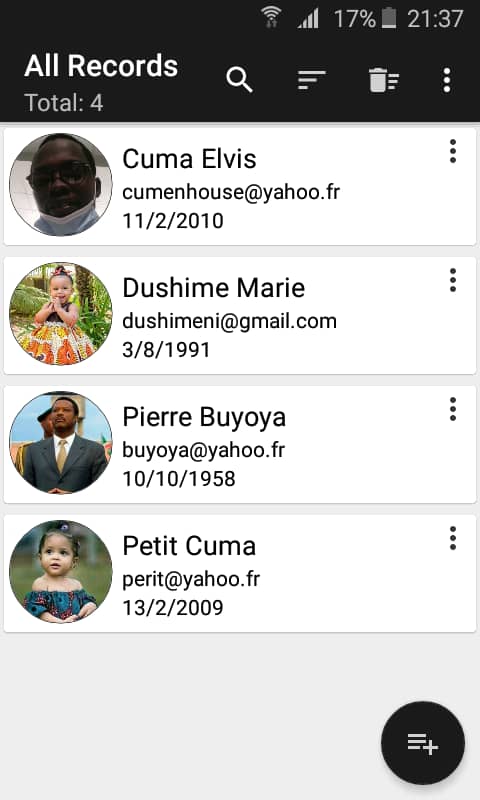 17% 21:37
All Records
Total: 4
Cuma Elvis
cumenhouse@yahoo.fr
11/2/2010
Dushime Marie
dushimeni@gmail.com
3/8/1991
Pierre Buyoya
buyoya@yahoo.fr
10/10/1958
Petit Cuma
perit@yahoo.fr
13/2/2009